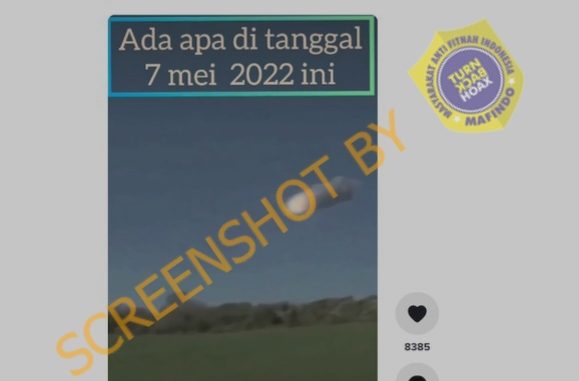 Ada apa di tanggal
7 mei 2022 ini
SCREENSHOT BY
MASYARAKAT ANTI FITNAH INDONESIA
TURN
BACK
HOAX
MAFINDO
8385